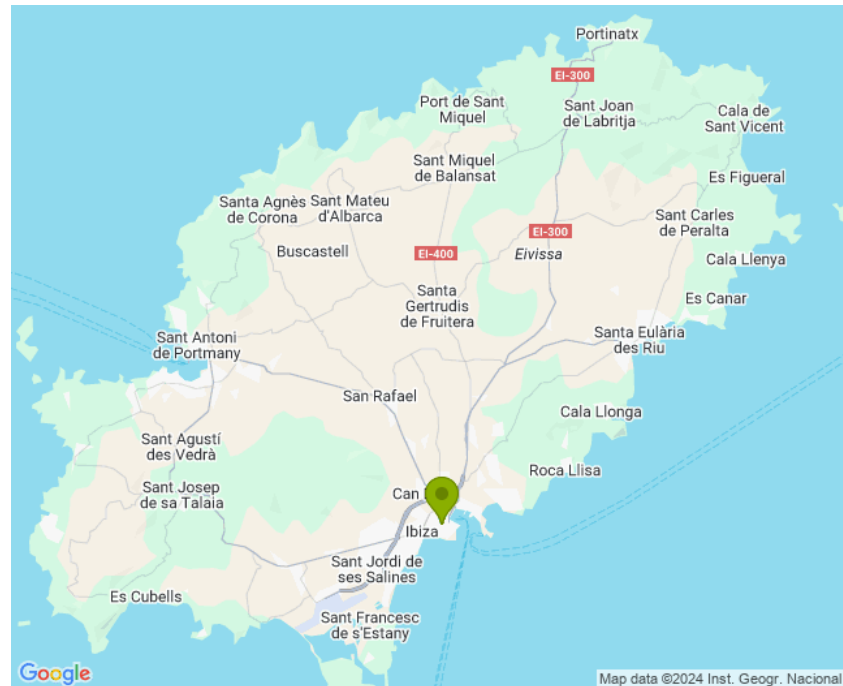 Portinatx
EI-300
Port de Sant
Miquel
Sant Joan
de Labritja
Cala de
Sant Vicent
Sant Miquel
de Balansat
Es Figueral
Santa Agnès
de Corona
Sant Mateu
d'Albarca
Sant Carles
de Peralta
EI-300
Buscastell
EI-400
Eivissa
Cala Llenya
Santa
Gertrudis
de Fruitera
Es Canar
Sant Antoni
de Portmany
Santa Eulària
des Riu
San Rafael
Cala Llonga
Sant Agustí
des Vedrà
Roca Llisa
Sant Josep
de sa Talaia
Can
Ibiza
Sant Jordi de
ses Salines
Es Cubells
Sant Francesc
de s'Estany
Google
Map data ©2024 Inst. Geogr. Nacional